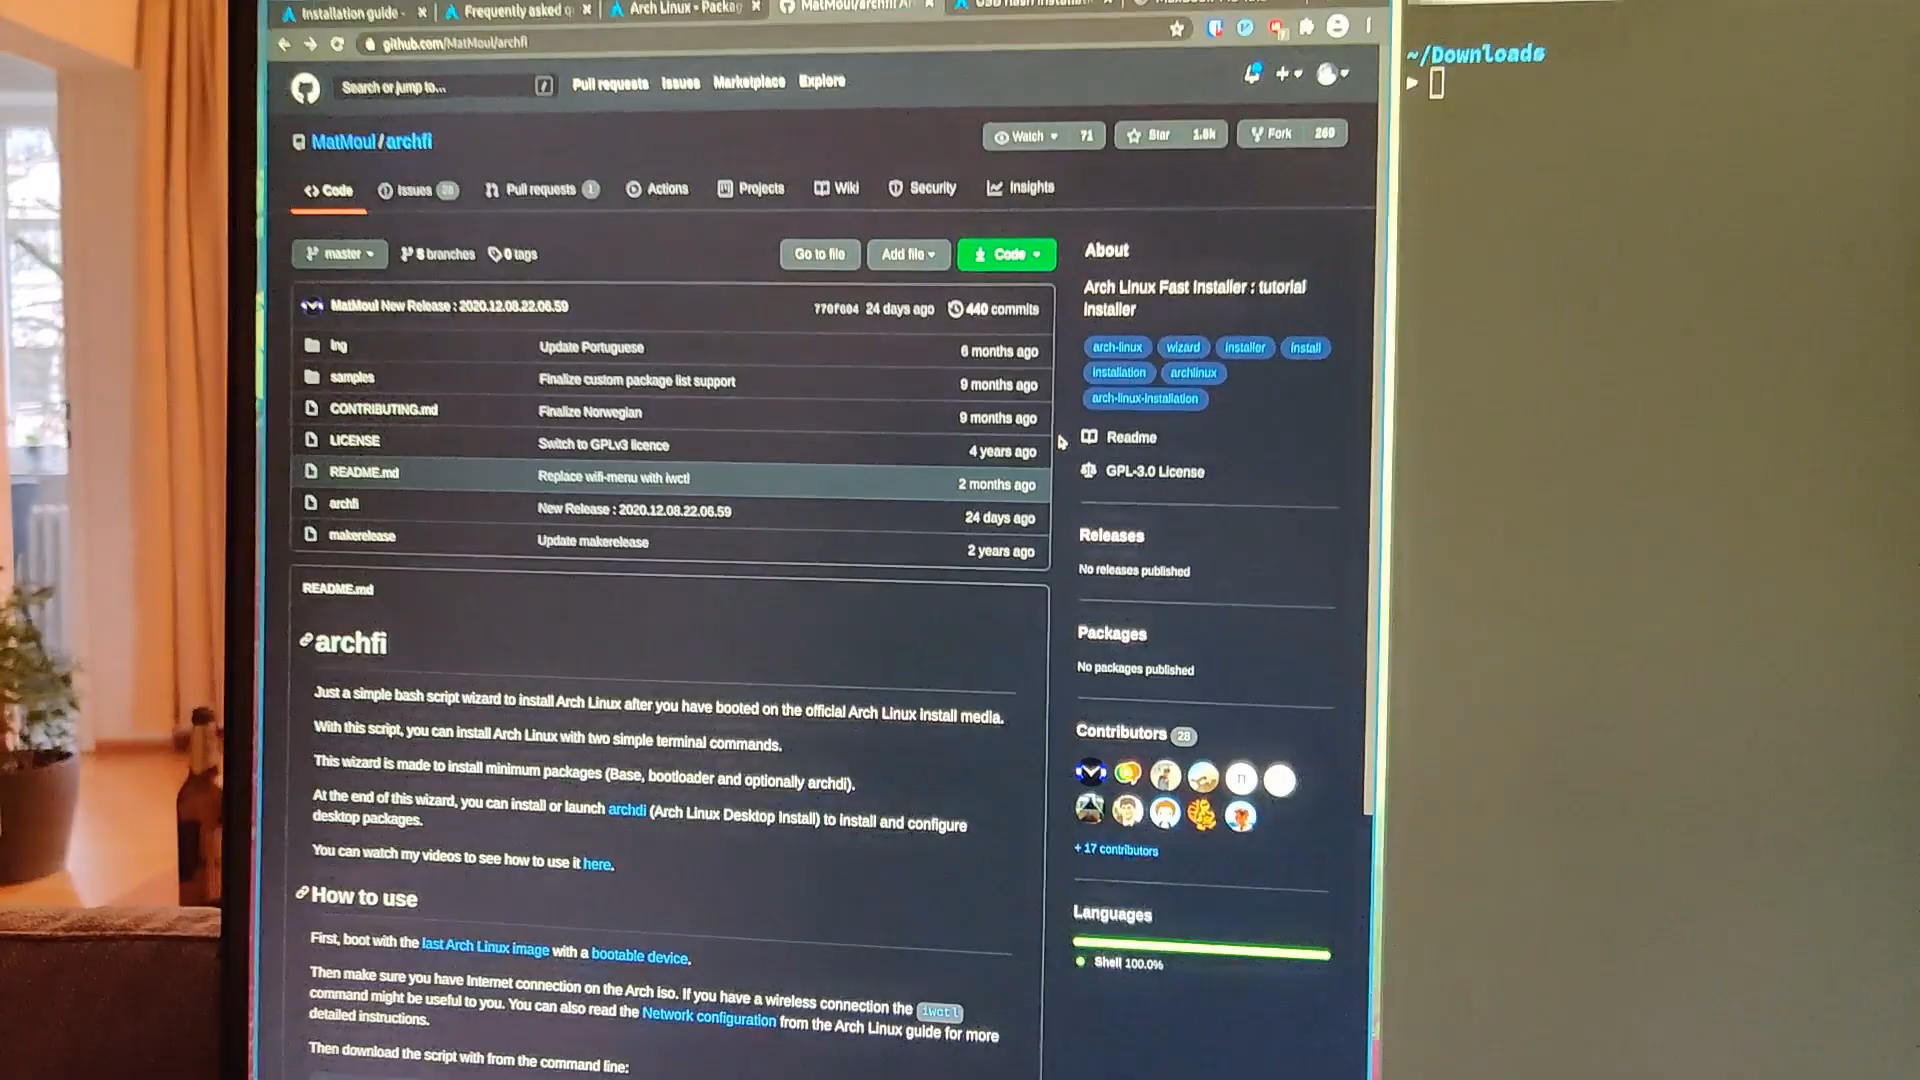 Installation guide -
Frequently asked q
Arch Linux - Packag
MatMoul/archfi
github.com/MatMoul/archfi
~/Downloads
Search or jump to...
/
Pull requests
Issues
Marketplace
Explore
MatMoul/archfi
Watch
71
Star
1.8k
Fork
260
Code
Issues 28
Pull requests 1
Actions
Projects
Wiki
Security
Insights
master
5 branches
0 tags
Go to file
Add file
Code
MatMoul New Release : 2020.12.08.22.06.59
24 days ago
440 commits
lng
Update Portuguese
6 months ago
samples
Finalize custom package list support
9 months ago
CONTRIBUTING.md
Finalize Norwegian
9 months ago
LICENSE
Switch to GPLv3 licence
4 years ago
README.md
Replace wifi-menu with iwctl
2 months ago
archfi
New Release : 2020.12.08.22.06.59
24 days ago
makerelease
Update makerelease
2 years ago
README.md
archfi
Just a simple bash script wizard to install Arch Linux after you have booted on the official Arch Linux install media.
With this script, you can install Arch Linux with two simple terminal commands.
This wizard is made to install minimum packages (Base, bootloader and optionally archdi).
At the end of this wizard, you can install or launch archdi (Arch Linux Desktop Install) to install and configure
desktop packages.
You can watch my videos to see how to use it here.
How to use
First, boot with the last Arch Linux image with a bootable device.
Then make sure you have Internet connection on the Arch iso. If you have a wireless connection the iwctl
command might be useful to you. You can also read the Network configuration from the Arch Linux guide for more
detailed instructions.
Then download the script with from the command line:
About
Arch Linux Fast Installer : tutorial
Installer
arch-linux
wizard
installer
install
installation
archlinux
arch-linux-installation
Readme
GPL-3.0 License
Releases
No releases published
Packages
No packages published
Contributors 28
n
+ 17 contributors
Languages
Shell 100.0%